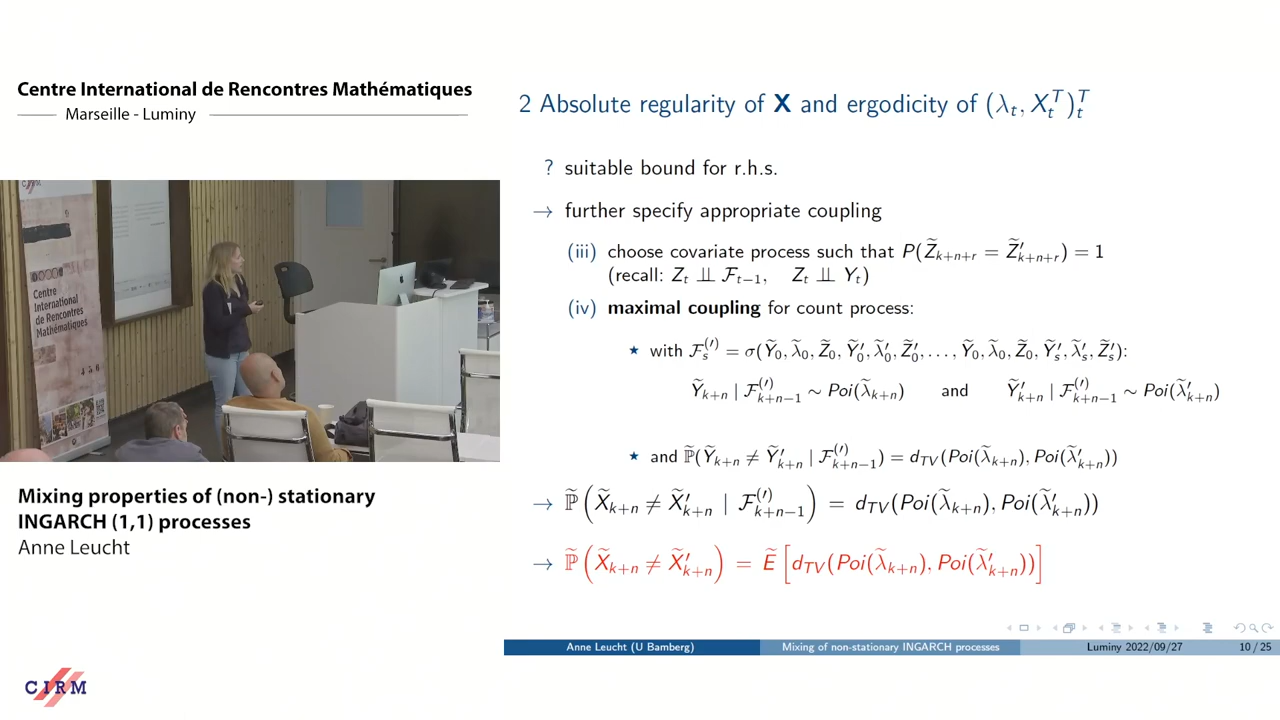 Centre International de Rencontres Mathématiques
Marseille - Luminy
Centre
International
de Rencontres
Mathématiques
Mixing properties of (non-) stationary
INGARCH (1,1) processes
Anne Leucht
CIRM
2 Absolute regularity of X and ergodicity of (λ_t, X_t^T)_t^T
? suitable bound for r.h.s.
→ further specify appropriate coupling
(iii) choose covariate process such that P(Z̃_{k+n+r} = Z̃′_{k+n+r}) = 1
(recall: Z_t ⫫ ℱ_{t−1}, Z_t ⫫ Y_t)
(iv) maximal coupling for count process:
★ with ℱ_s^{(′)} = σ(Ỹ_0, λ̃_0, Z̃_0, Ỹ′_0, λ̃′_0, Z̃′_0, . . . , Ỹ_0, λ̃_0, Z̃_0, Ỹ′_s, λ̃′_s, Z̃′_s):
Ỹ_{k+n} | ℱ_{k+n−1}^{(′)} ∼ Poi(λ̃_{k+n}) and Ỹ′_{k+n} | ℱ_{k+n−1}^{(′)} ∼ Poi(λ̃′_{k+n})
★ and ℙ̃(Ỹ_{k+n} ≠ Ỹ′_{k+n} | ℱ_{k+n−1}^{(′)}) = d_{TV}(Poi(λ̃_{k+n}), Poi(λ̃′_{k+n}))
→ ℙ̃(X̃_{k+n} ≠ X̃′_{k+n} | ℱ_{k+n−1}^{(′)}) = d_{TV}(Poi(λ̃_{k+n}), Poi(λ̃′_{k+n}))
→ ℙ̃(X̃_{k+n} ≠ X̃′_{k+n}) = Ẽ[d_{TV}(Poi(λ̃_{k+n}), Poi(λ̃′_{k+n}))]
Anne Leucht (U Bamberg) Mixing of non-stationary INGARCH processes Luminy 2022/09/27 10 / 25